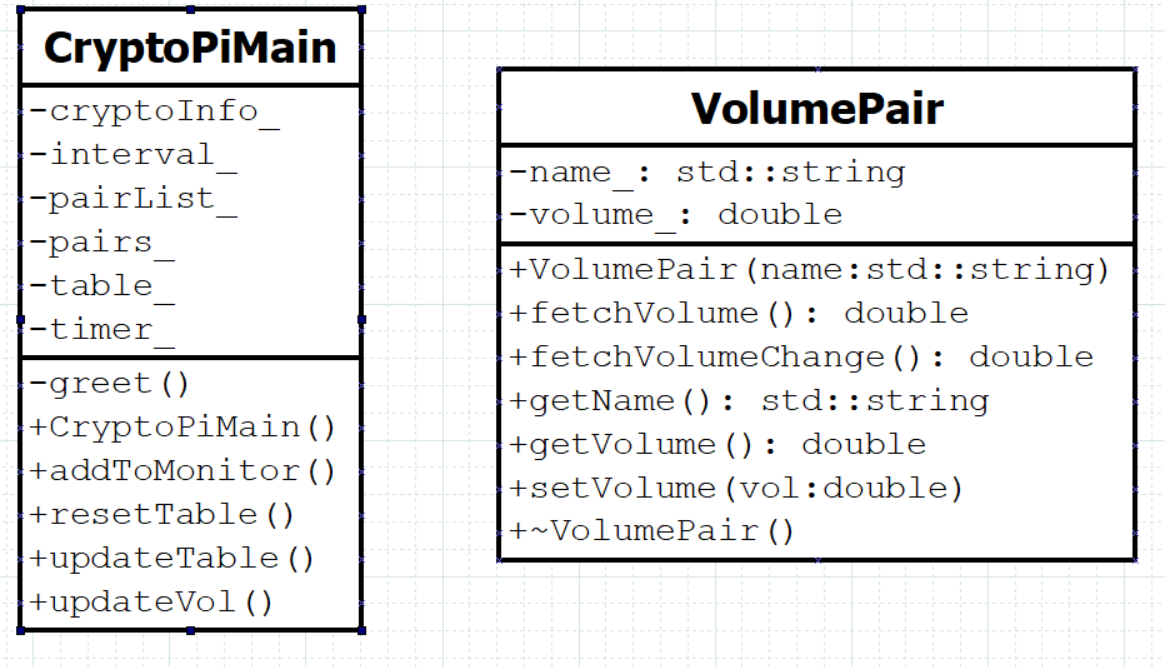 CryptoPiMain
-cryptoInfo_
-interval_
-pairList_
-pairs_
-table_
-timer_
-greet()
+CryptoPiMain()
+addToMonitor()
+resetTable()
+updateTable()
+updateVol()
VolumePair
-name_: std::string
-volume_: double
+VolumePair(name:std::string)
+fetchVolume(): double
+fetchVolumeChange(): double
+getName(): std::string
+getVolume(): double
+setVolume(vol:double)
+~VolumePair()